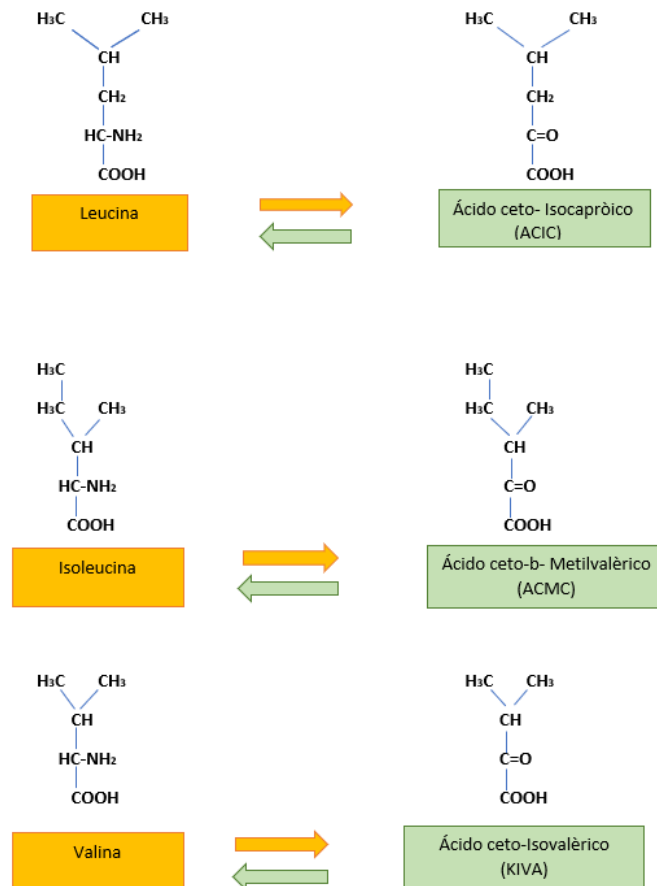 H₃C CH₃ H₃C CH₃
CH CH
CH₂ CH₂
HC-NH₂ C=O
COOH COOH
Leucina Ácido ceto- Isocapròico
(ACIC)
H₃C H₃C
H₃C CH₃ H₃C CH₃
CH CH
HC-NH₂ C=O
COOH COOH
Isoleucina Ácido ceto-b- Metilvalèrico
(ACMC)
H₃C CH₃ H₃C CH₃
CH CH
HC-NH₂ C=O
COOH COOH
Valina Ácido ceto-Isovalèrico
(KIVA)